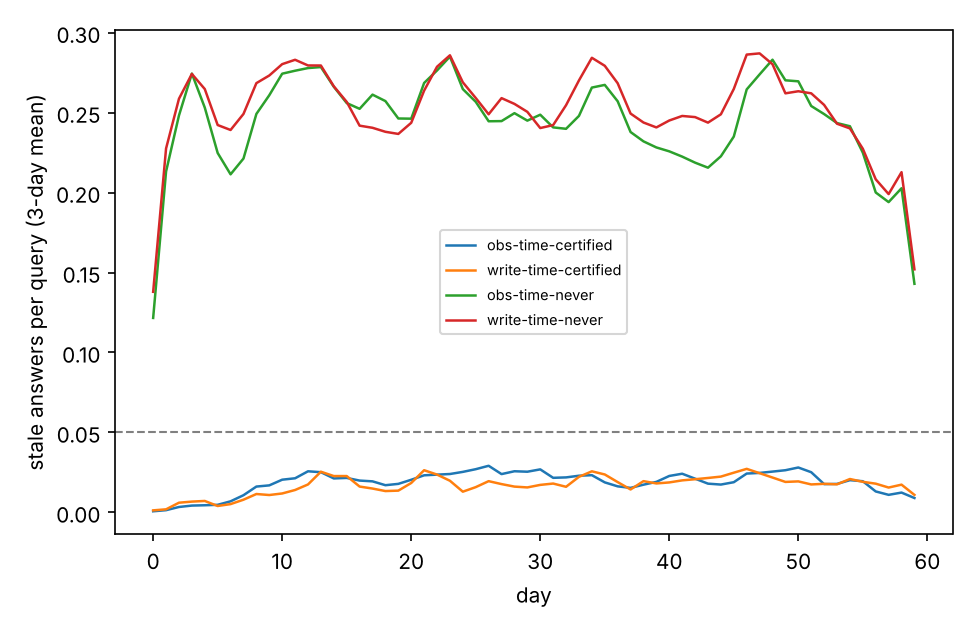 stale answers per query (3-day mean)
0.30
0.25
0.20
0.15
0.10
0.05
0.00
obs-time-certified
write-time-certified
obs-time-never
write-time-never
0 10 20 30 40 50 60
day